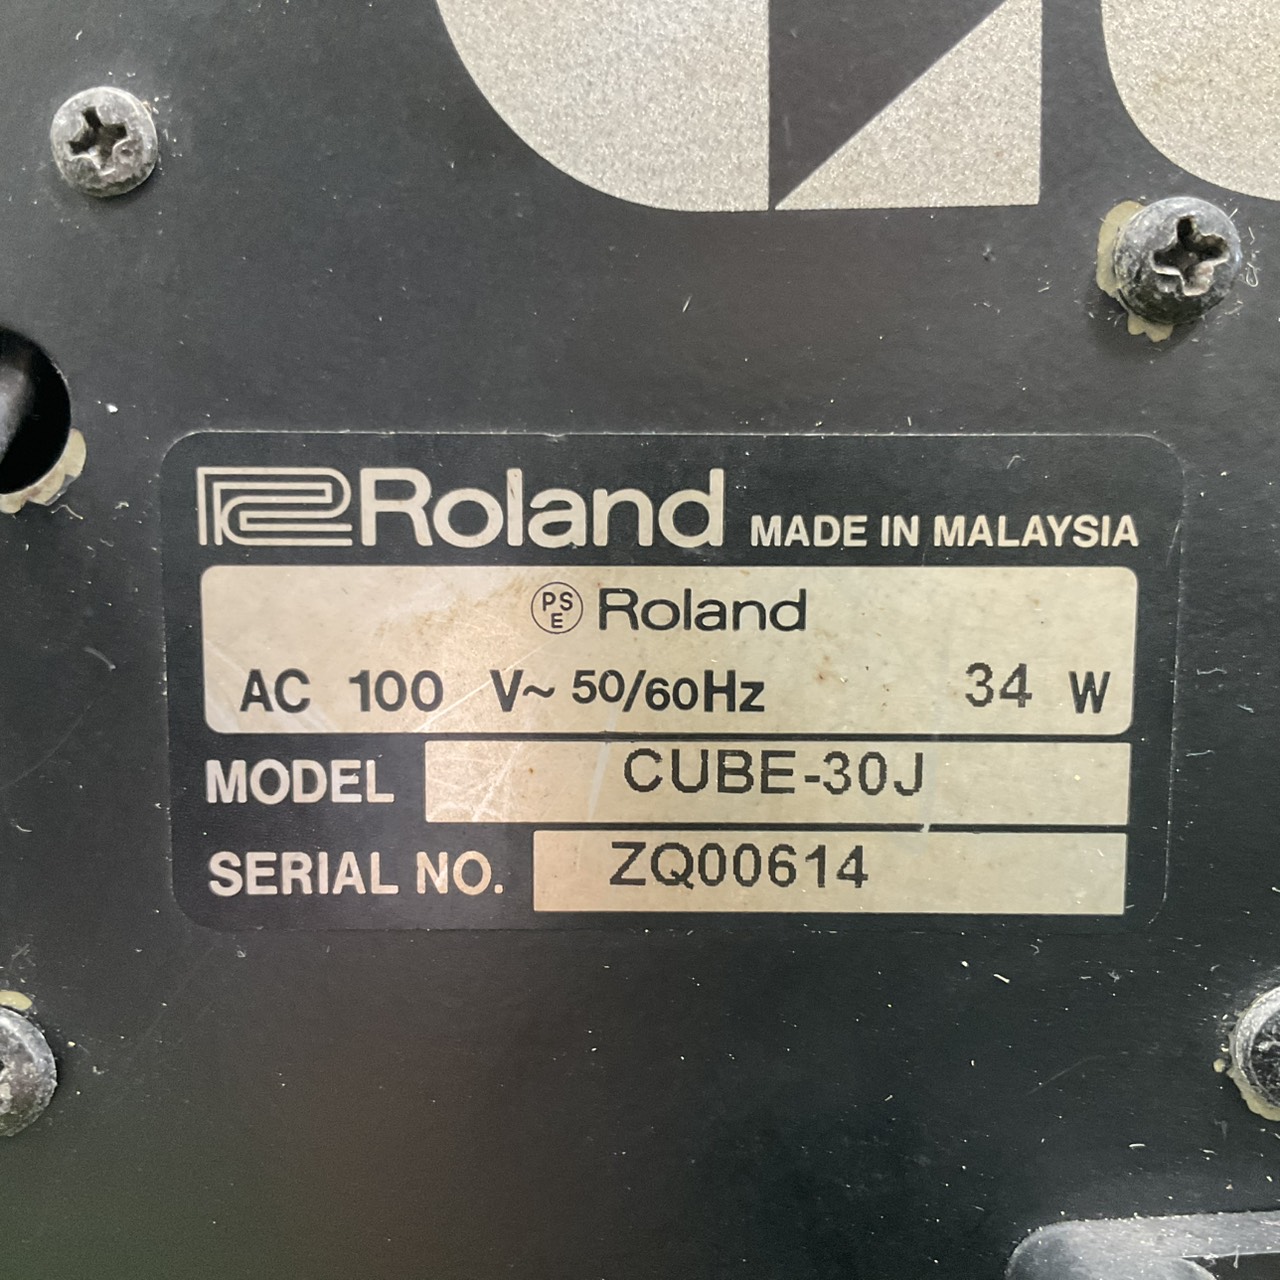 Roland MADE IN MALAYSIA
PSE Roland
AC 100 V~ 50/60Hz 34 W
MODEL CUBE-30J
SERIAL NO. ZQ00614